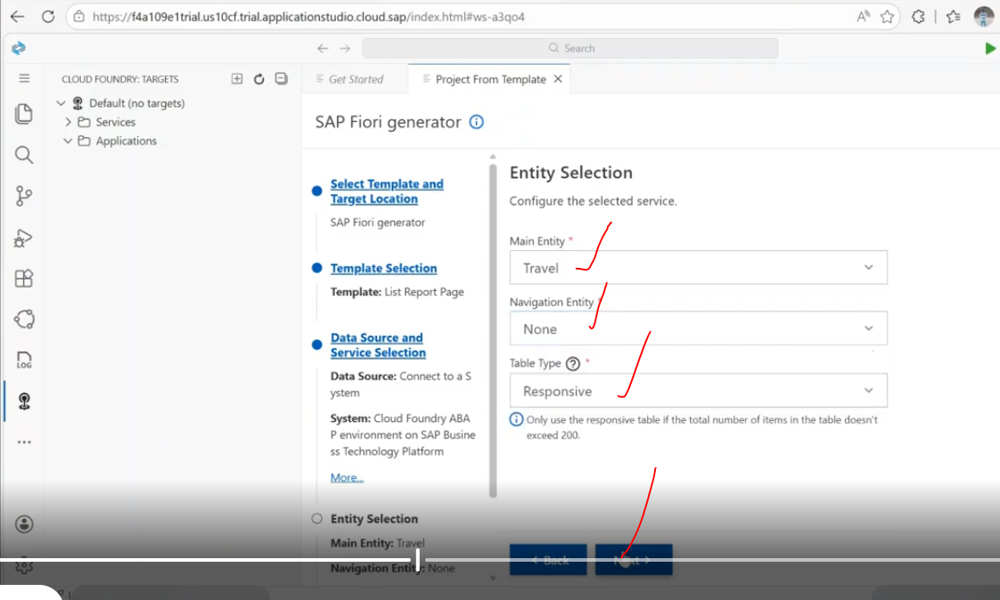 https://f4a109e1trial.us10cf.trial.applicationstudio.cloud.sap/index.html#ws-a3qo4
Search
CLOUD FOUNDRY: TARGETS
Default (no targets)
Services
Applications
LOG
Get Started
Project From Template
SAP Fiori generator
Select Template and
Target Location
SAP Fiori generator
Template Selection
Template: List Report Page
Data Source and
Service Selection
Data Source: Connect to a S
ystem
System: Cloud Foundry ABA
P environment on SAP Busine
ss Technology Platform
More...
Entity Selection
Main Entity: Travel
Navigation Entity: None
Entity Selection
Configure the selected service.
Main Entity *
Travel
Navigation Entity *
None
Table Type *
Responsive
Only use the responsive table if the total number of items in the table doesn't
exceed 200.
< Back
Next >